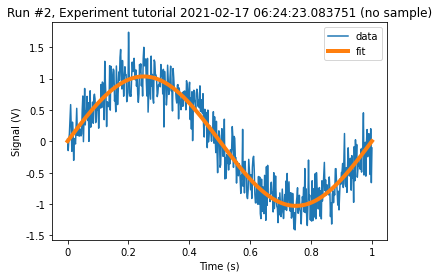 Run #2, Experiment tutorial 2021-02-17 06:24:23.083751 (no sample)
data
fit
Signal (V)
1.5
1
0.5
0
-0.5
-1
-1.5
0
0.2
0.4
0.6
0.8
1
Time (s)